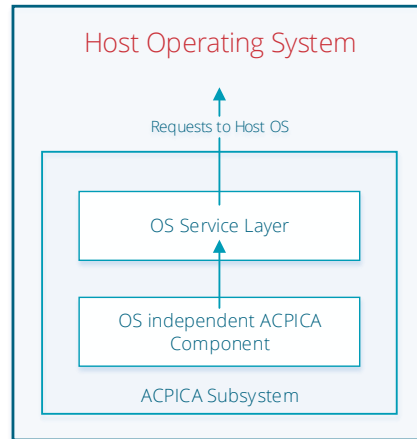 Host Operating System
Requests to Host OS
OS Service Layer
OS independent ACPICA
Component
ACPICA Subsystem